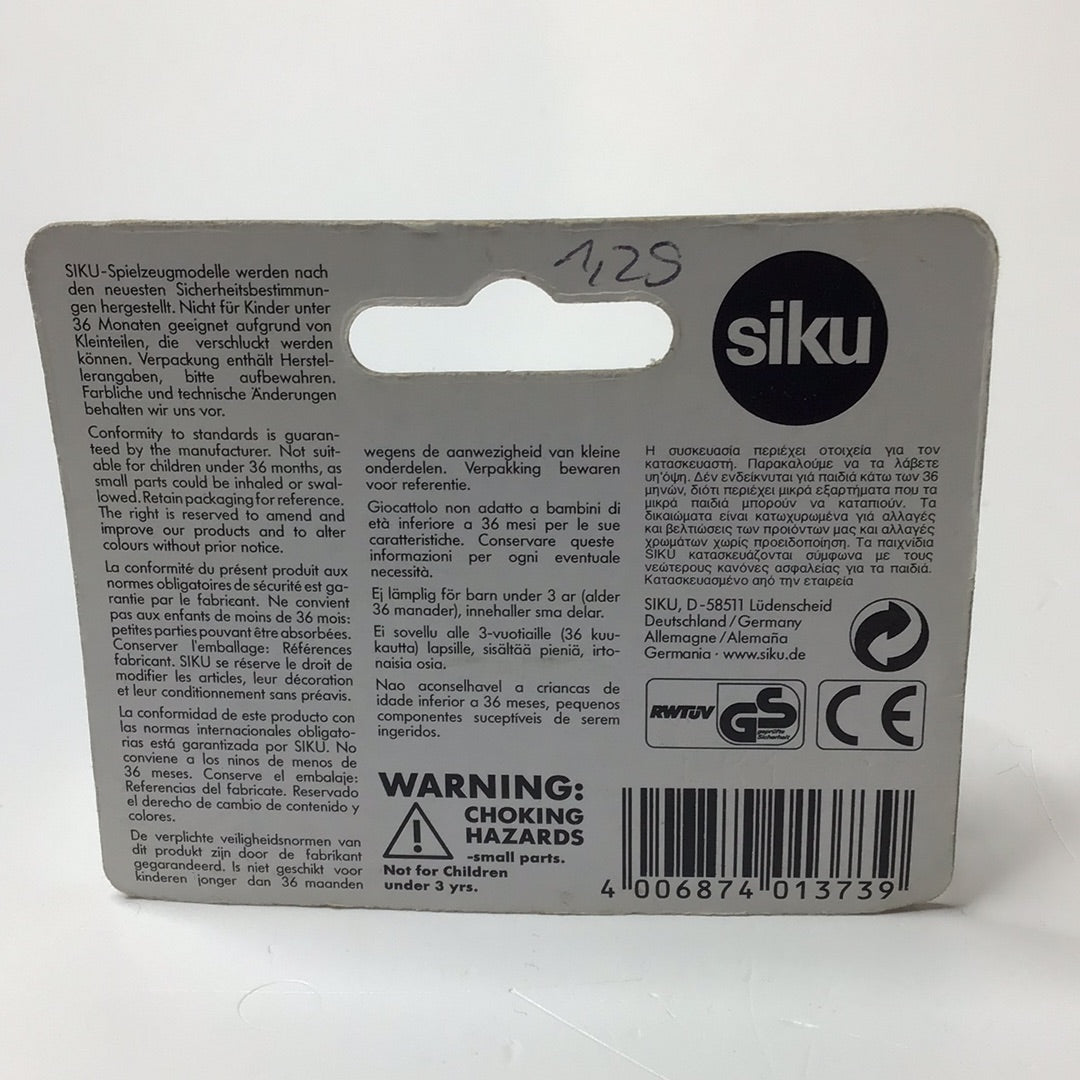 1,29
siku
SIKU-Spielzeugmodelle werden nach
den neuesten Sicherheitsbestimmun-
gen hergestellt. Nicht für Kinder unter
36 Monaten geeignet aufgrund von
Kleinteilen, die verschluckt werden
können. Verpackung enthält Herstel-
lerangaben, bitte aufbewahren.
Farbliche und technische Änderungen
behalten wir uns vor.
Conformity to standards is guaran-
teed by the manufacturer. Not suit-
able for children under 36 months, as
small parts could be inhaled or swal-
lowed. Retain packaging for reference.
The right is reserved to amend and
improve our products and to alter
colours without prior notice.
La conformité du présent produit aux
normes obligatoires de sécurité est ga-
rantie par le fabricant. Ne convient
pas aux enfants de moins de 36 mois:
petites parties pouvant être absorbées.
Conserver l'emballage: Références
fabricant. SIKU se réserve le droit de
modifier les articles, leur décoration
et leur conditionnement sans préavis.
La conformidad de este producto con
las normas internacionales obligato-
rias está garantizada por SIKU. No
conviene a los ninos de menos de
36 meses. Conserve el embalaje:
Referencias del fabricate. Reservado
el derecho de cambio de contenido y
colores.
De verplichte veiligheidsnormen van
dit produkt zijn door de fabrikant
gegarandeerd. Is niet geschikt voor
kinderen jonger dan 36 maanden
wegens de aanwezigheid van kleine
onderdelen. Verpakking bewaren
voor referentie.
Giocattolo non adatto a bambini di
età inferiore a 36 mesi per le sue
caratteristiche. Conservare queste
informazioni per ogni eventuale
necessità.
Ej lämplig för barn under 3 ar (alder
36 manader), innehaller sma delar.
Ei sovellu alle 3-vuotiaille (36 kuu-
kautta) lapsille, sisältää pieniä, irto-
naisia osia.
Nao aconselhavel a criancas de
idade inferior a 36 meses, pequenos
componentes suceptíveis de serem
ingeridos.
WARNING:
CHOKING
HAZARDS
-small parts.
Not for Children
under 3 yrs.
Η συσκευασία περιέχει οτοιχεία για τον
κατασκευαστή. Παρακαλούμε να τα λάβετε
υη'όψη. Δέν ενδείκνυται γιά παιδιά κάτω των 36
μηνών, διότι περιέχει μικρά εξαρτήματα που τα
μικρά παιδιά μπορούν να καταπιούν. Τα
δικαιώματα είναι κατωχυρωμένα γιά αλλαγές
και βελτιώσεις των προιόντων μας και αλλαγές
χρωμάτων χωρίς προειδοποίηση. Τα παιχνίδια
SIKU κατασκευάζονται σύμφωνα με τους
νεώτερους κανόνες ασφαλείας για τα παιδιά.
Κατασκευασμένο αηό την εταιρεία
SIKU, D-58511 Lüdenscheid
Deutschland/Germany
Allemagne/Alemaña
Germania · www.siku.de
RWTÜV GS
geprüfte
Sicherheit
CE
4 006874 013739